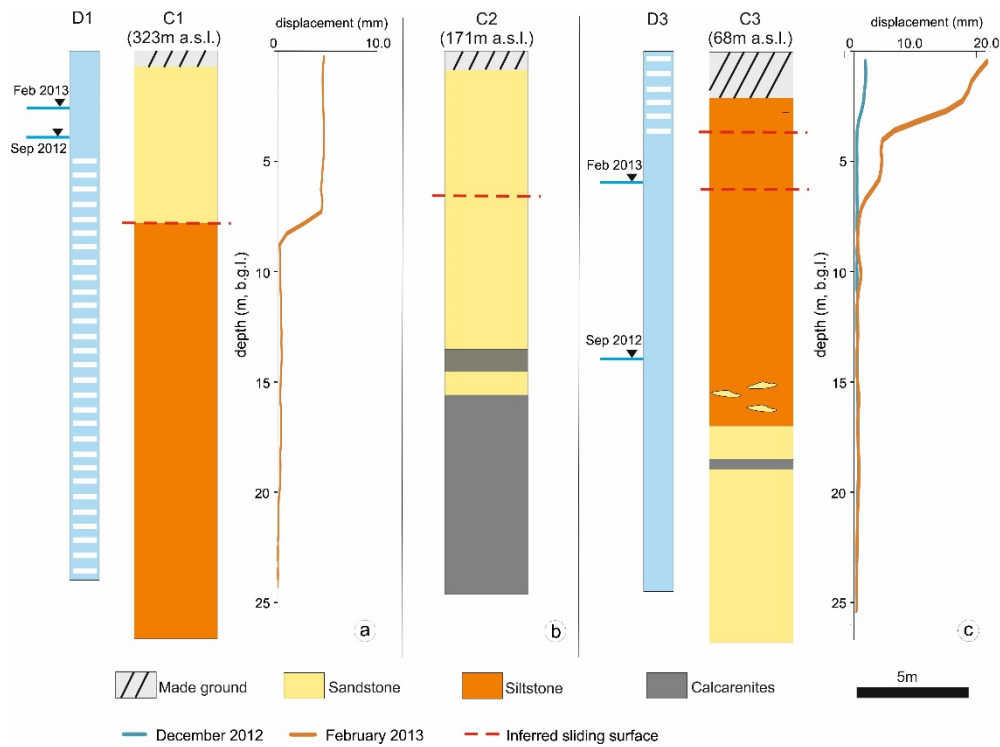 D1
C1
(323m a.s.l.)
displacement (mm)
0
10.0
Feb 2013
Sep 2012
5
10
15
20
25
depth (m, b.g.l.)
a
C2
(171m a.s.l.)
b
D3
C3
(68m a.s.l.)
displacement (mm)
0
10.0
20.0
Feb 2013
Sep 2012
5
10
15
20
25
depth (m, b.g.l.)
c
Made ground
Sandstone
Siltstone
Calcarenites
5m
December 2012
February 2013
Inferred sliding surface